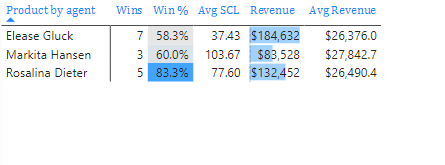 Product by agent Wins Win % Avg SCL Revenue Avg Revenue
Elease Gluck 7 58.3% 37.43 $184,632 $26,376.0
Markita Hansen 3 60.0% 103.67 $83,528 $27,842.7
Rosalina Dieter 5 83.3% 77.60 $132,452 $26,490.4